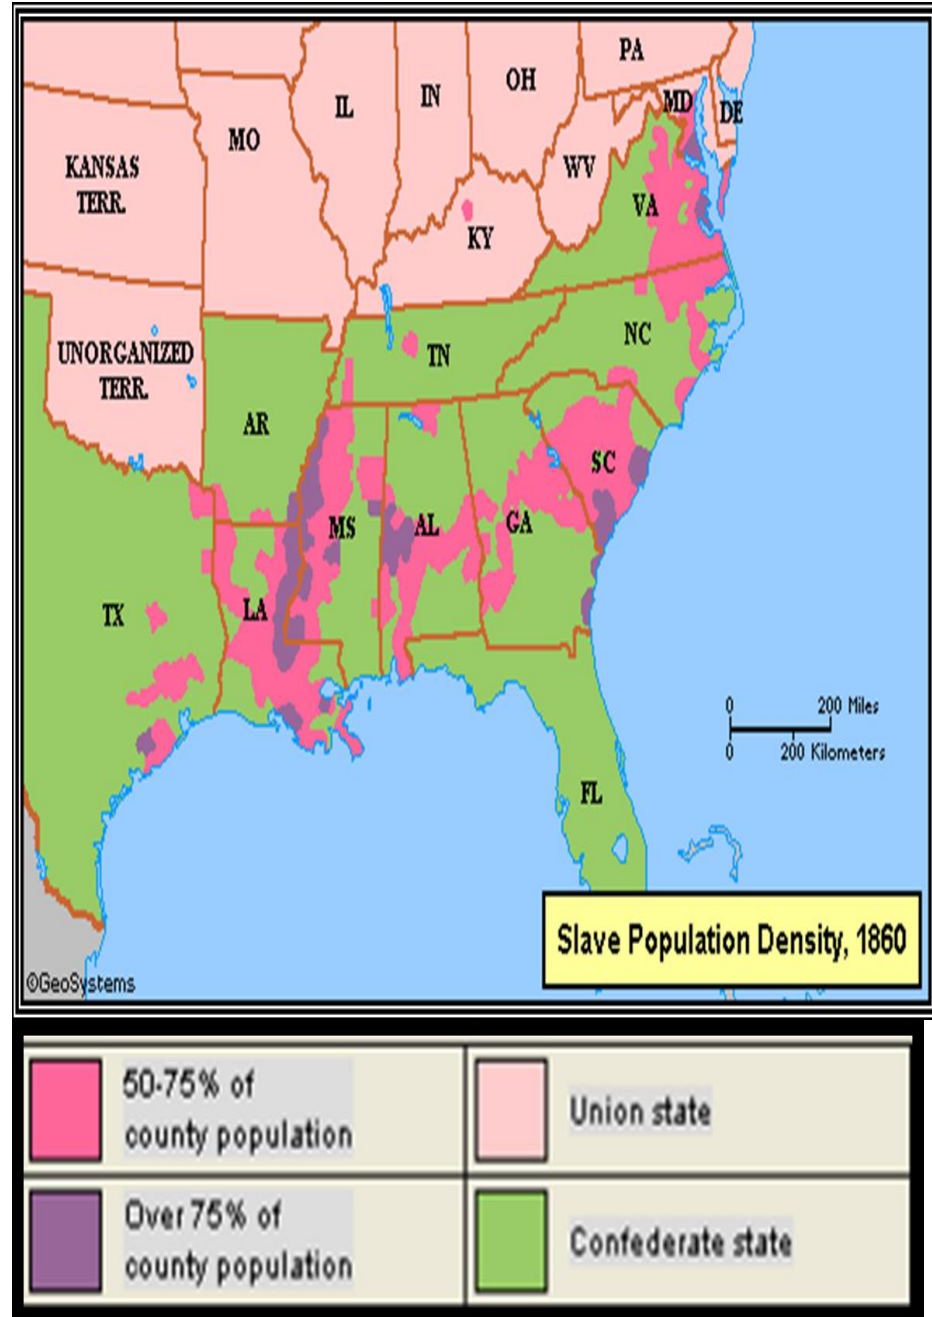 PA
OH
IN
IL
MO
MD
DE
KANSAS
TERR.
WV
VA
KY
UNORGANIZED
TERR.
TN
NC
AR
SC
MS
AL
GA
TX
LA
0 200 Miles
0 200 Kilometers
FL
Slave Population Density, 1860
©GeoSystems
50-75% of
county population
Union state
Over 75% of
county population
Confederate state